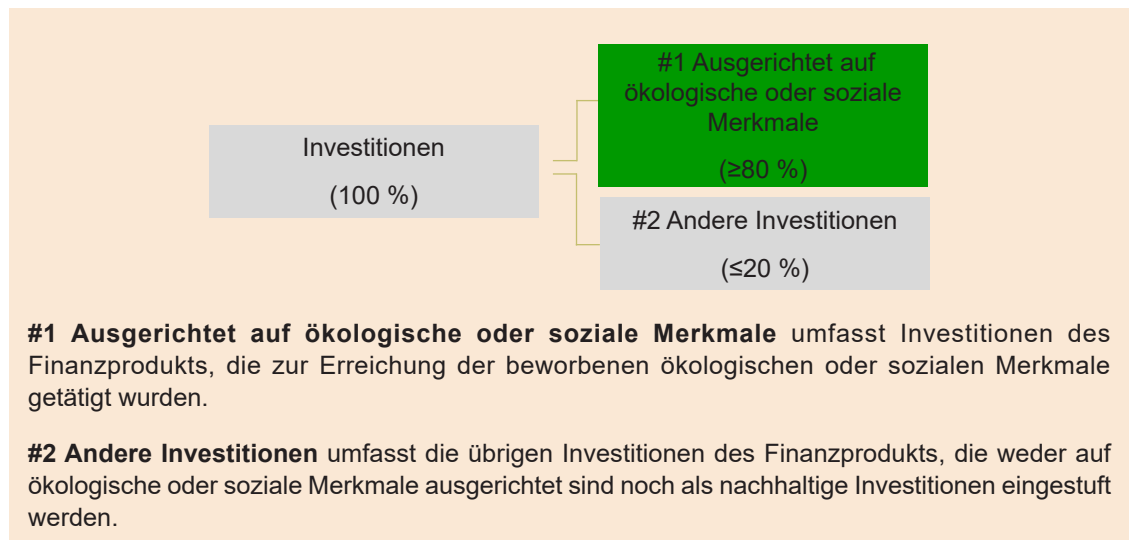 Investitionen
(100 %)
#1 Ausgerichtet auf
ökologische oder soziale
Merkmale
(≥80 %)
#2 Andere Investitionen
(≤20 %)
#1 Ausgerichtet auf ökologische oder soziale Merkmale umfasst Investitionen des
Finanzprodukts, die zur Erreichung der beworbenen ökologischen oder sozialen Merkmale
getätigt wurden.
#2 Andere Investitionen umfasst die übrigen Investitionen des Finanzprodukts, die weder auf
ökologische oder soziale Merkmale ausgerichtet sind noch als nachhaltige Investitionen eingestuft
werden.